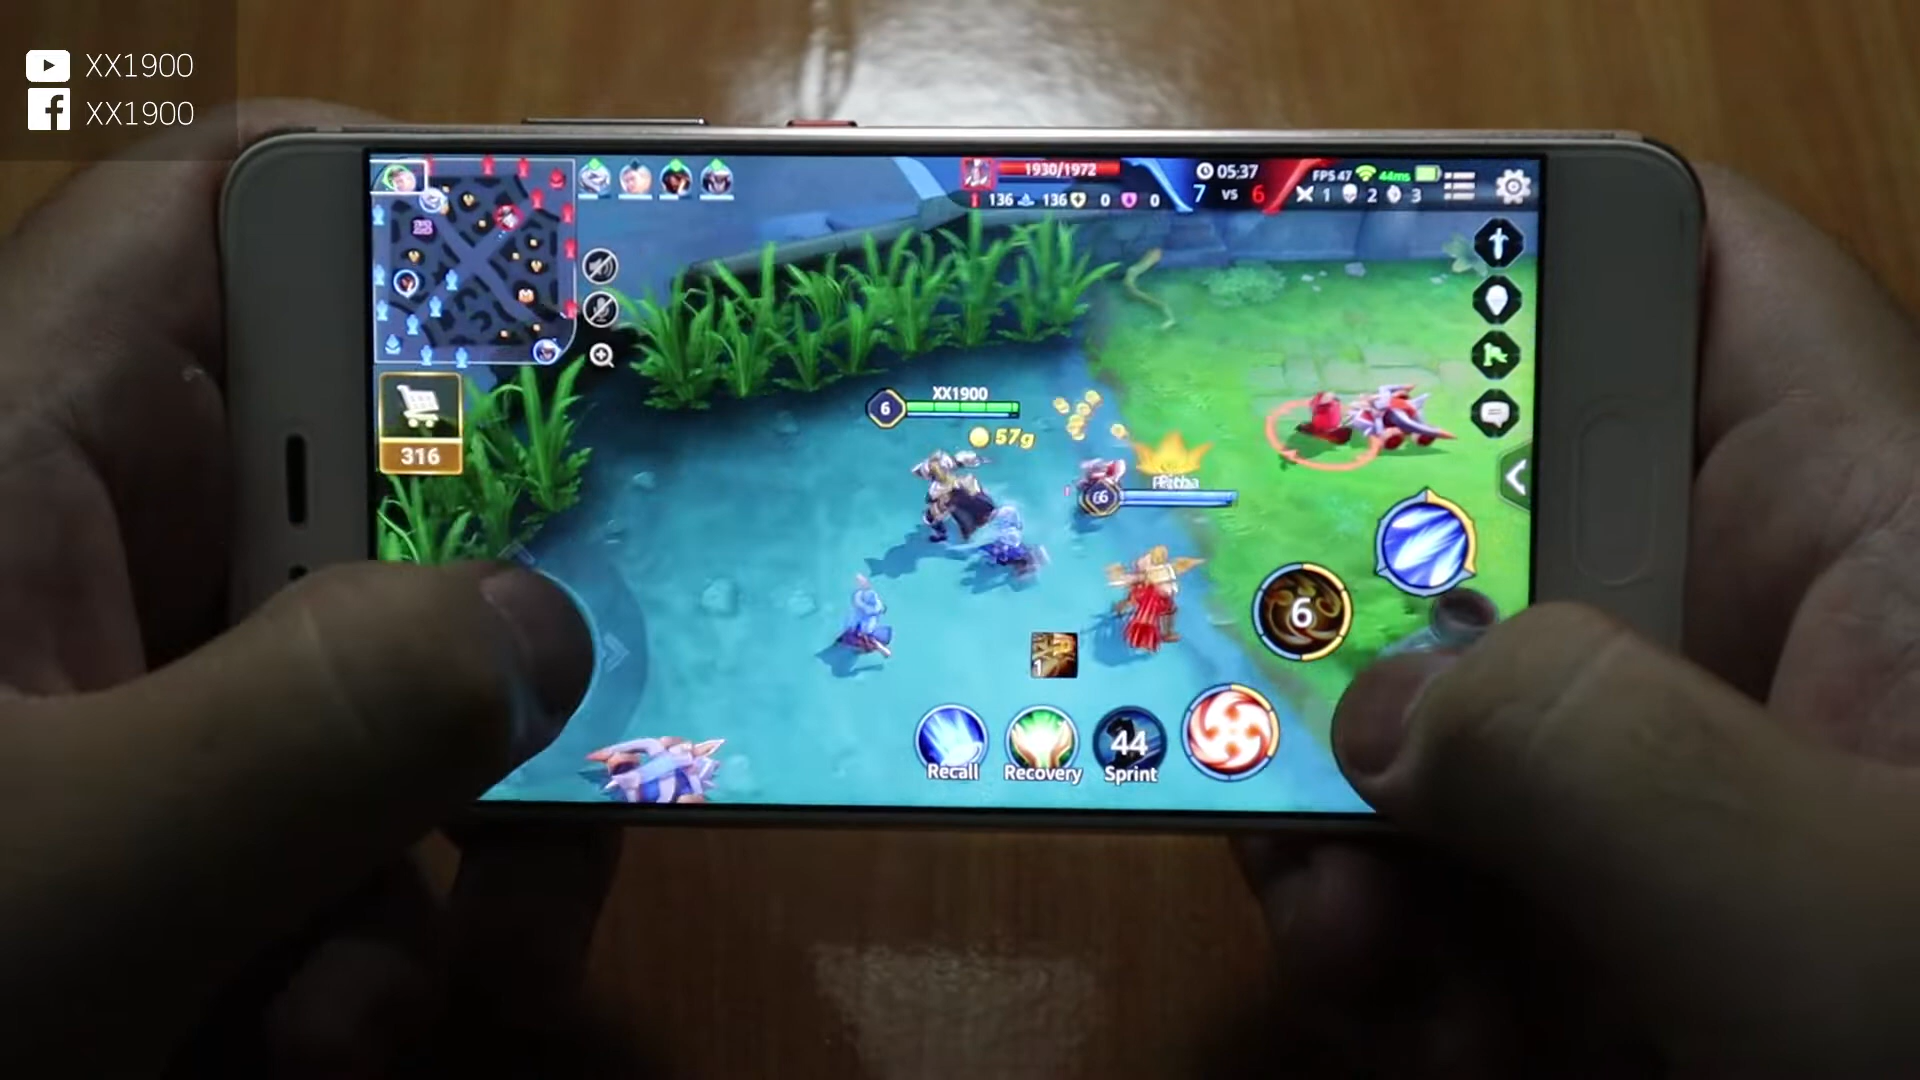 XX1900
XX1900
1930/1972
136 136 0 0
05:37
7 vs 6
FPS 47 44ms
1 2 3
316
6 XX1900
57g
6
1
44
Recall Recovery Sprint